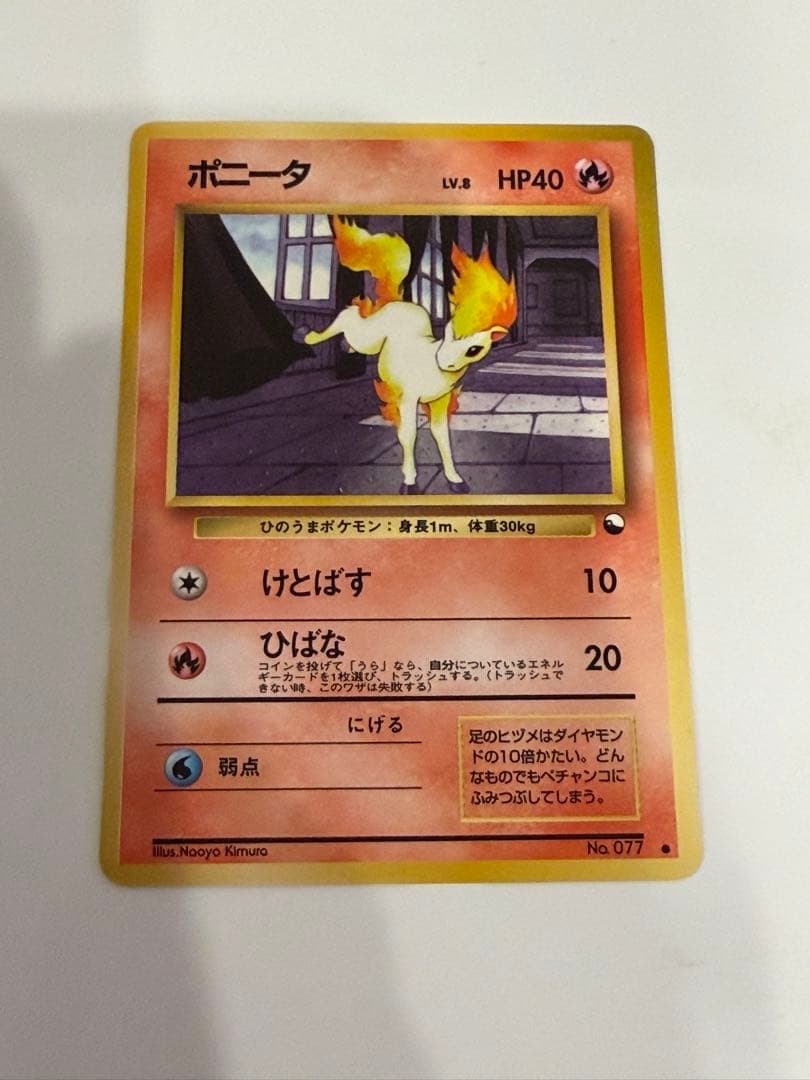 ポニータ LV.8 HP40
ひのうまポケモン：身長1m、体重30kg
けとばす 10
ひばな 20
コインを投げて「うら」なら、自分についているエネル
ギーカードを1枚選び、トラッシュする。（トラッシュで
きない時、このワザは失敗する）
にげる
弱点
足のヒヅメはダイヤモン
ドの10倍かたい。どん
なものでもペチャンコに
ふみつぶしてしまう。
Illus.Naoyo Kimura No. 077